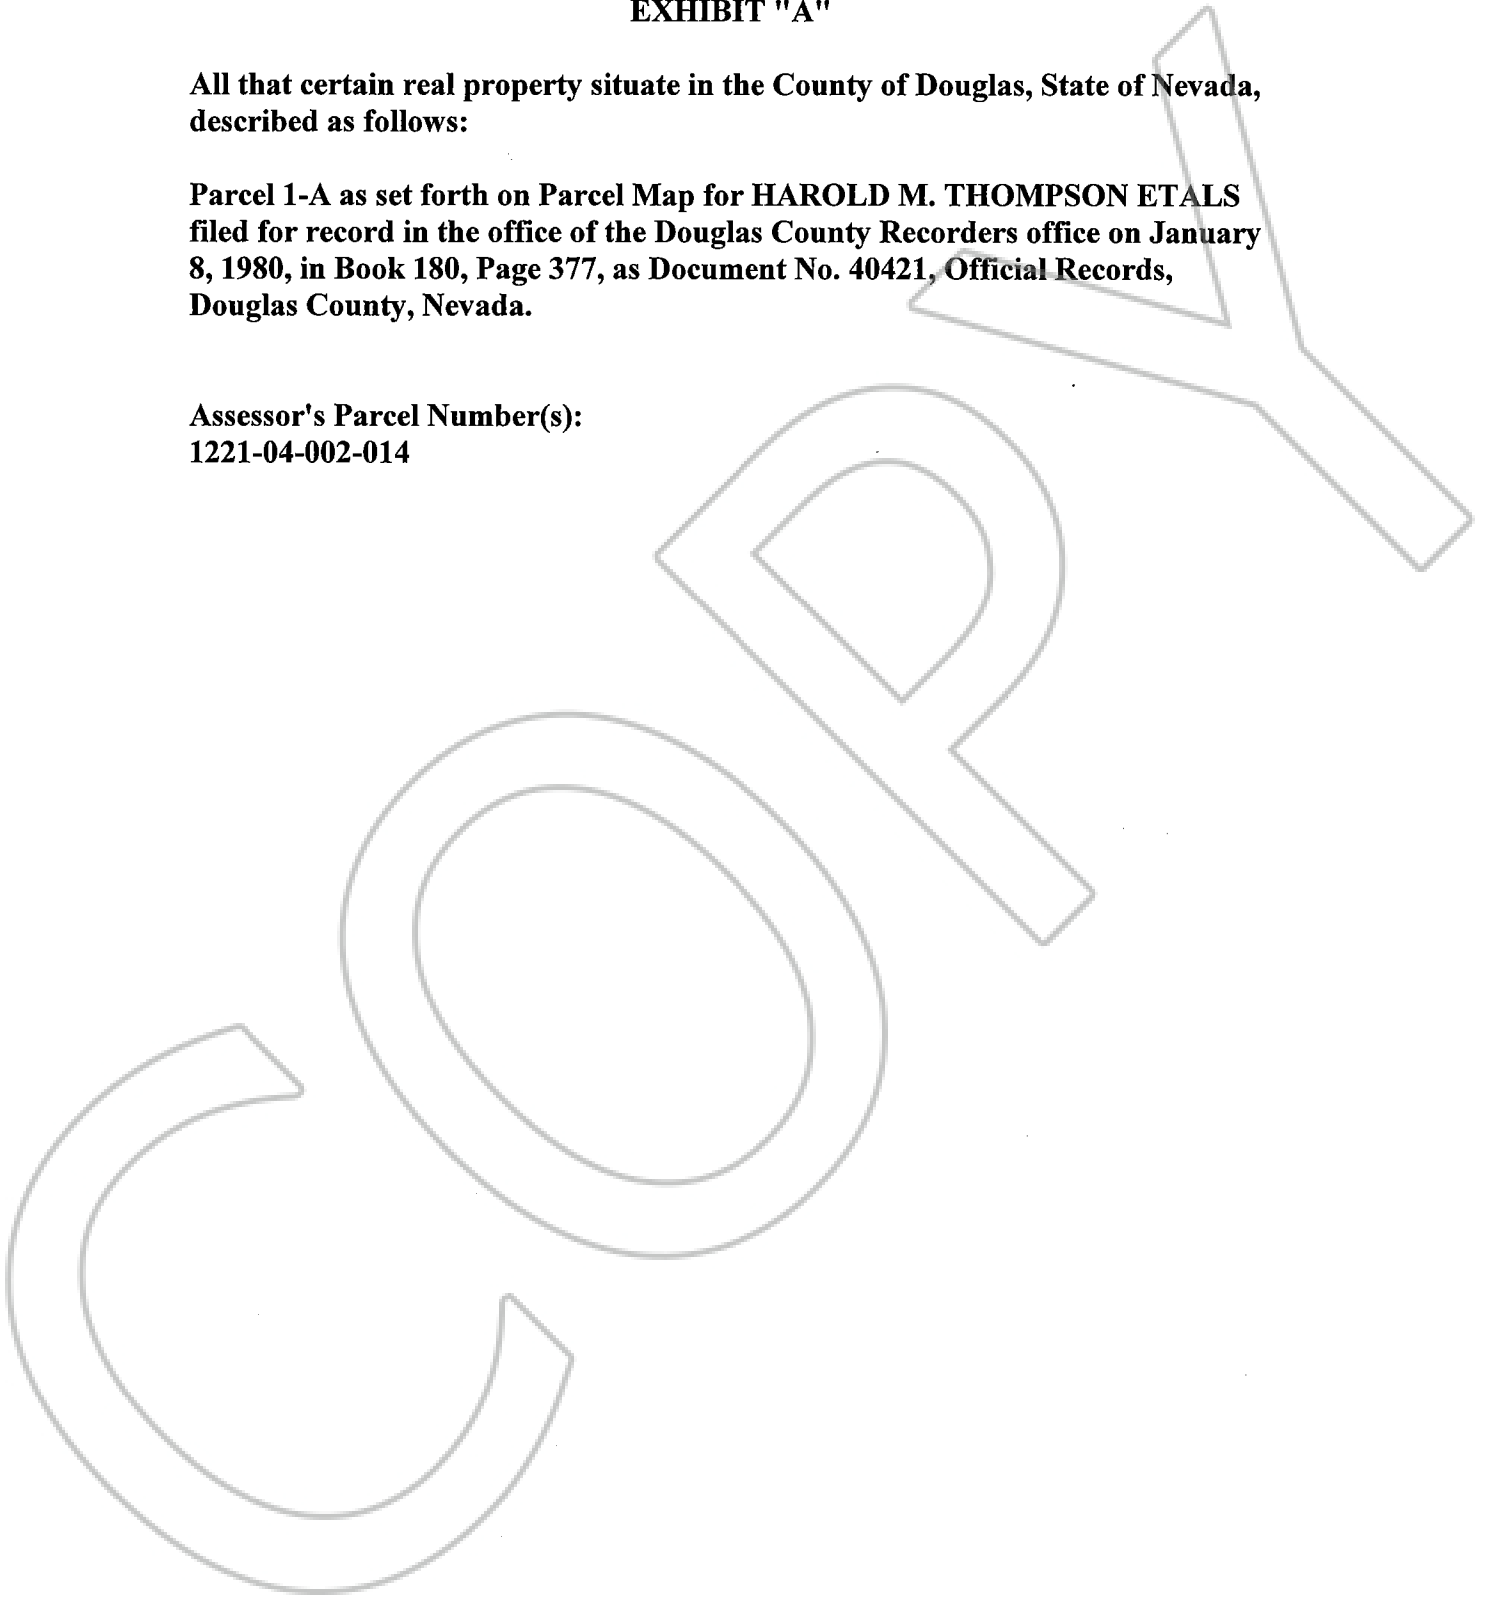 EXHIBIT "A"
All that certain real property situate in the County of Douglas, State of Nevada,
described as follows:
Parcel 1-A as set forth on Parcel Map for HAROLD M. THOMPSON ETALS
filed for record in the office of the Douglas County Recorders office on January
8, 1980, in Book 180, Page 377, as Document No. 40421, Official Records,
Douglas County, Nevada.
Assessor's Parcel Number(s):
1221-04-002-014
COPY